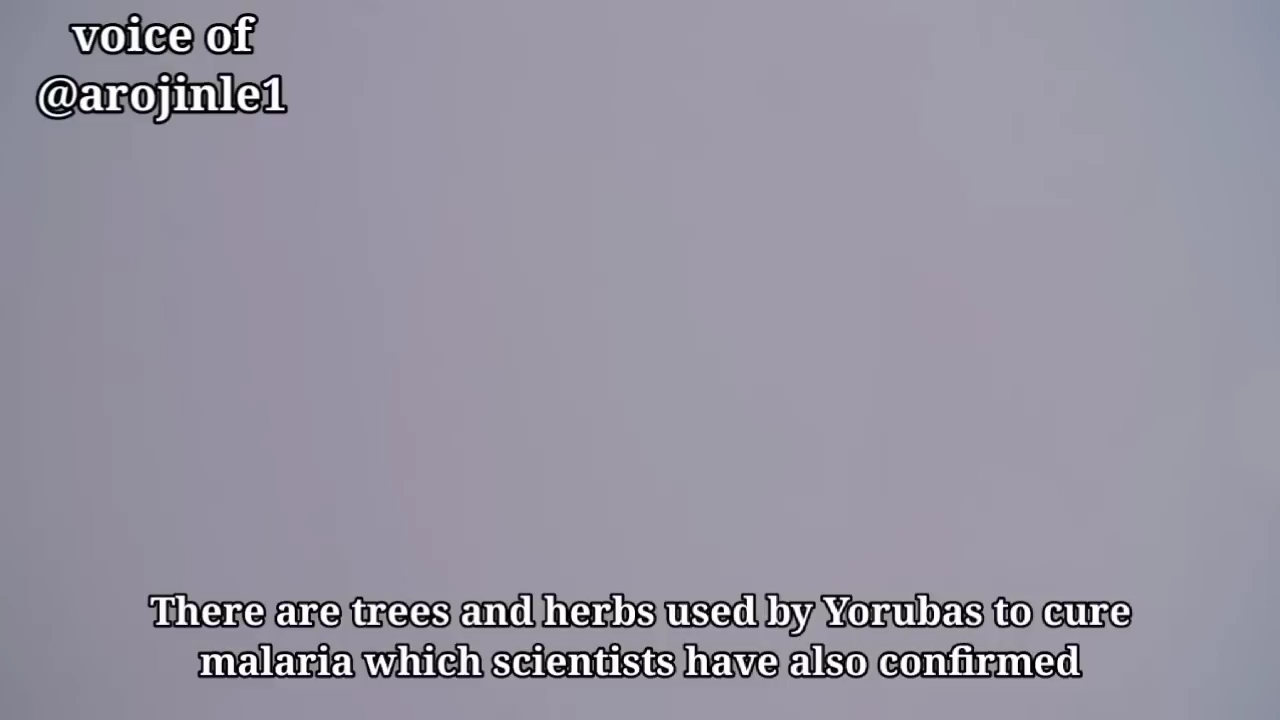 voice of
@arojinle1
There are trees and herbs used by Yorubas to cure
malaria which scientists have also confirmed